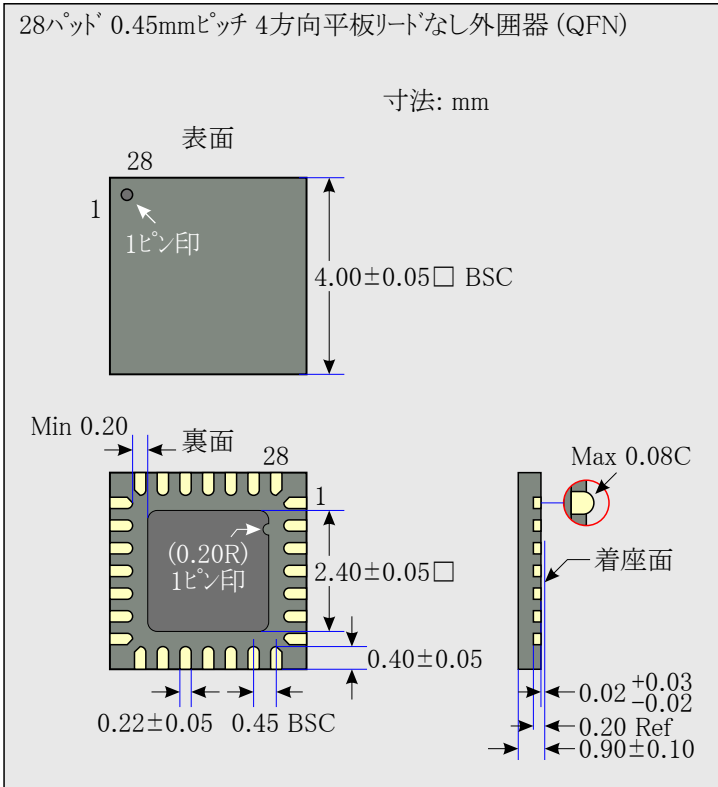 28ﾊﾟｯﾄﾞ 0.45mmﾋﾟｯﾁ 4方向平板ﾘｰﾄﾞなし外囲器 (QFN)
寸法: mm
表面
28
1
1ﾋﾟﾝ印
4.00±0.05□ BSC
Min 0.20
裏面
28
1
(0.20R)
1ﾋﾟﾝ印
2.40±0.05□
0.40±0.05
0.22±0.05
0.45 BSC
Max 0.08C
着座面
0.02 +0.03 -0.02
0.20 Ref
0.90±0.10